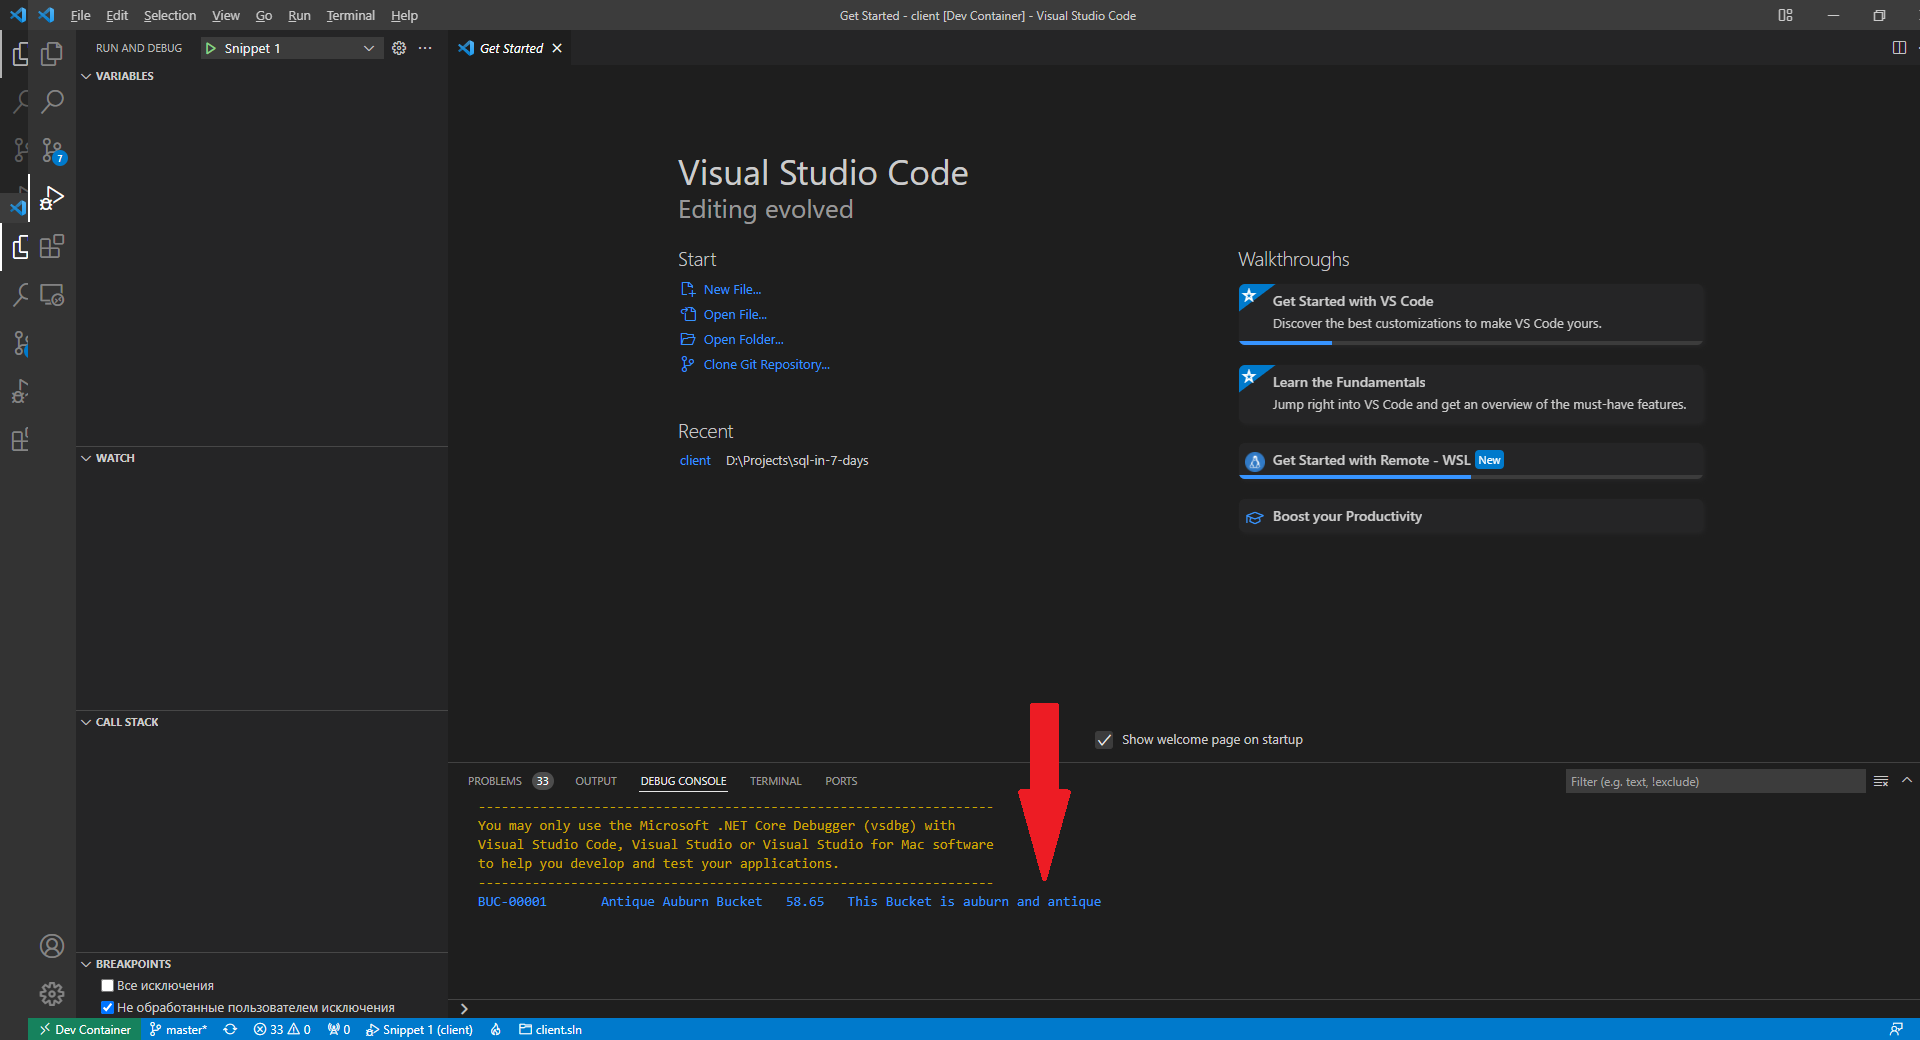 File Edit Selection View Go Run Terminal Help
Get Started - client [Dev Container] - Visual Studio Code
RUN AND DEBUG
Snippet 1
Get Started
VARIABLES
7
Visual Studio Code
Editing evolved
Start
New File...
Open File...
Open Folder...
Clone Git Repository...
Recent
client D:\Projects\sql-in-7-days
Walkthroughs
Get Started with VS Code
Discover the best customizations to make VS Code yours.
Learn the Fundamentals
Jump right into VS Code and get an overview of the must-have features.
Get Started with Remote - WSL New
Boost your Productivity
WATCH
CALL STACK
Show welcome page on startup
PROBLEMS 33 OUTPUT DEBUG CONSOLE TERMINAL PORTS
Filter (e.g. text, !exclude)
-------------------------------------------------------------------
You may only use the Microsoft .NET Core Debugger (vsdbg) with
Visual Studio Code, Visual Studio or Visual Studio for Mac software
to help you develop and test your applications.
-------------------------------------------------------------------
BUC-00001 Antique Auburn Bucket 58.65 This Bucket is auburn and antique
BREAKPOINTS
Все исключения
Не обработанные пользователем исключения
Dev Container master* 33 0 0 Snippet 1 (client) client.sln